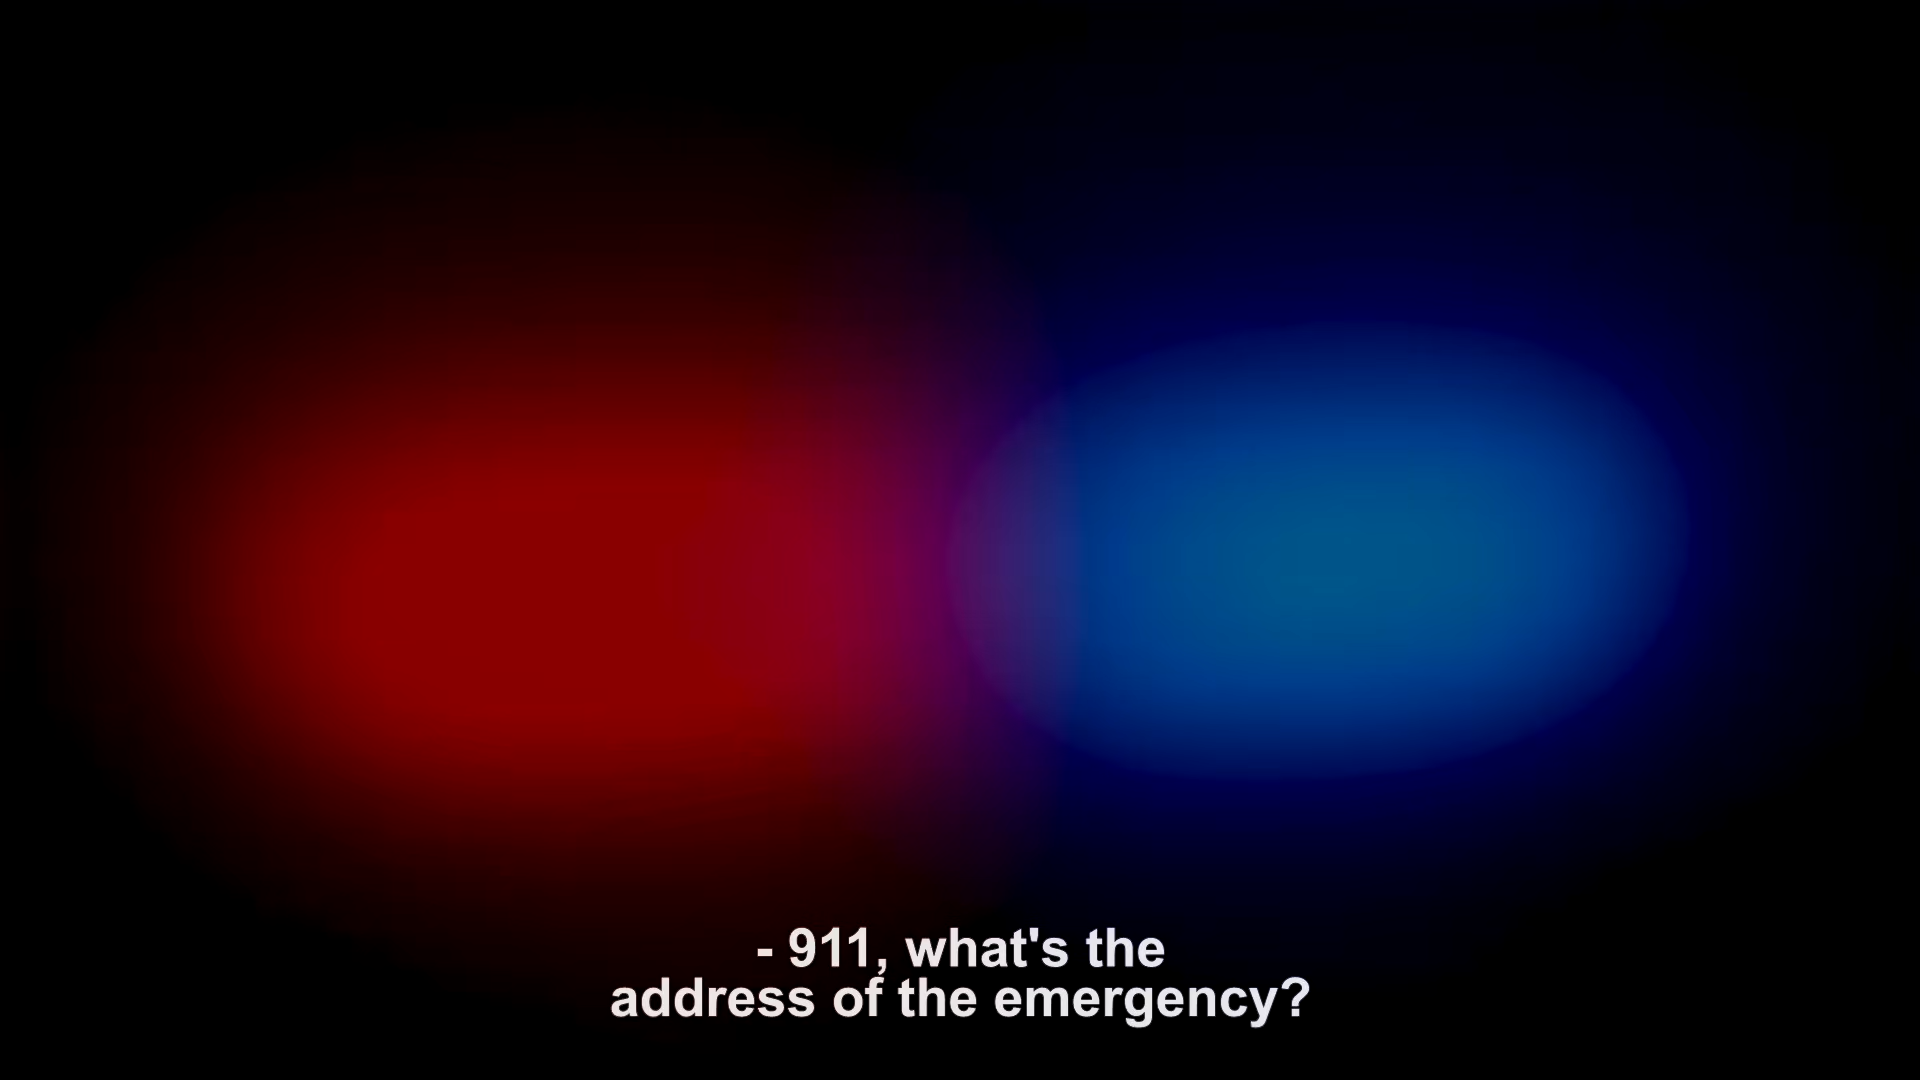 - 911, what's the
address of the emergency?